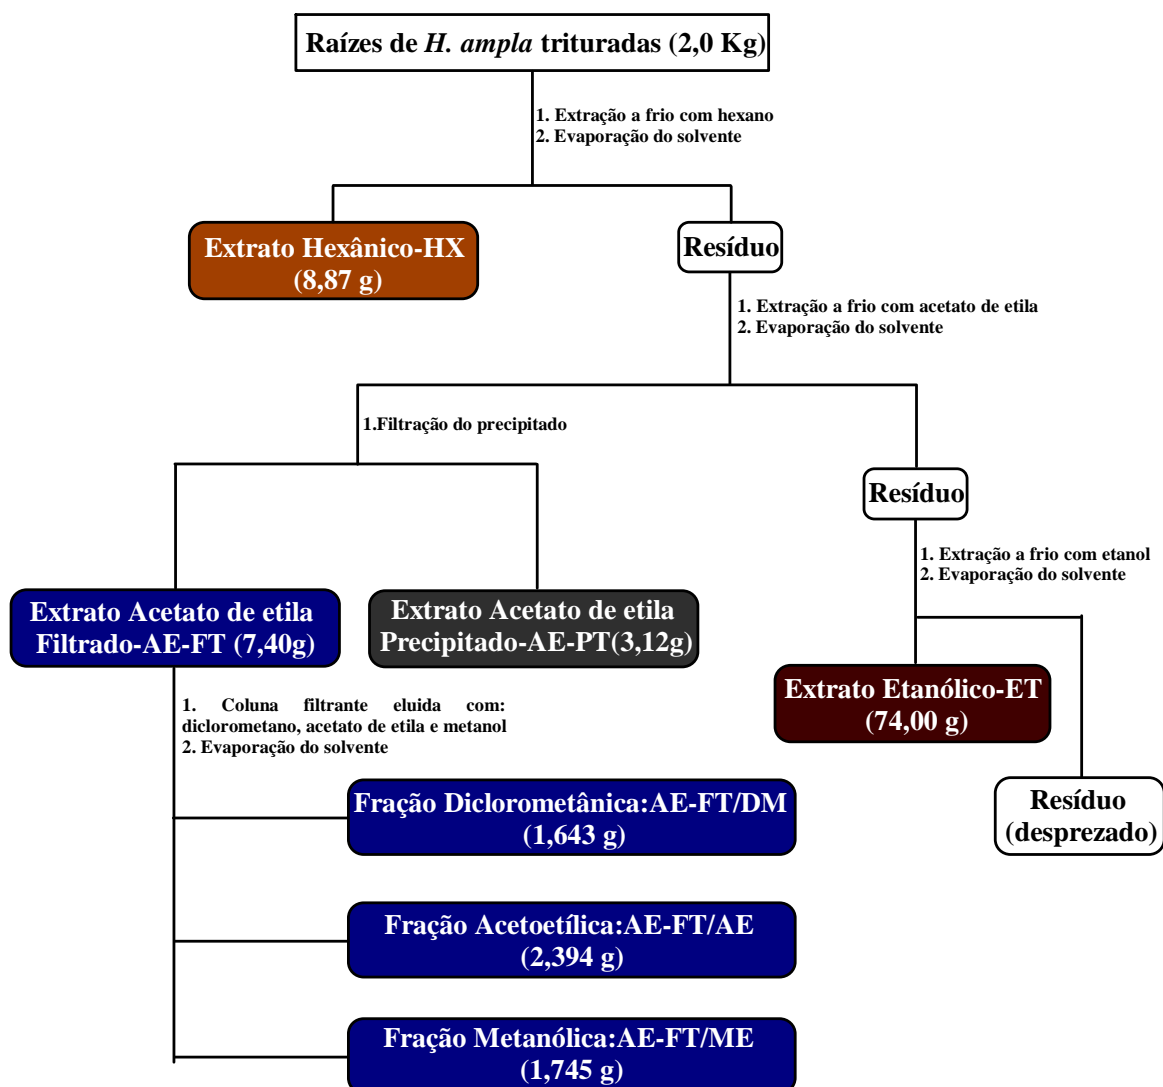 Raízes de H. ampla trituradas (2,0 Kg)
1. Extração a frio com hexano
2. Evaporação do solvente
Extrato Hexânico-HX
(8,87 g)
Resíduo
1. Extração a frio com acetato de etila
2. Evaporação do solvente
1.Filtração do precipitado
Resíduo
1. Extração a frio com etanol
2. Evaporação do solvente
Extrato Acetato de etila
Filtrado-AE-FT (7,40g)
Extrato Acetato de etila
Precipitado-AE-PT(3,12g)
Extrato Etanólico-ET
(74,00 g)
1. Coluna filtrante eluida com:
diclorometano, acetato de etila e metanol
2. Evaporação do solvente
Fração Diclorometânica:AE-FT/DM
(1,643 g)
Resíduo
(desprezado)
Fração Acetoetílica:AE-FT/AE
(2,394 g)
Fração Metanólica:AE-FT/ME
(1,745 g)